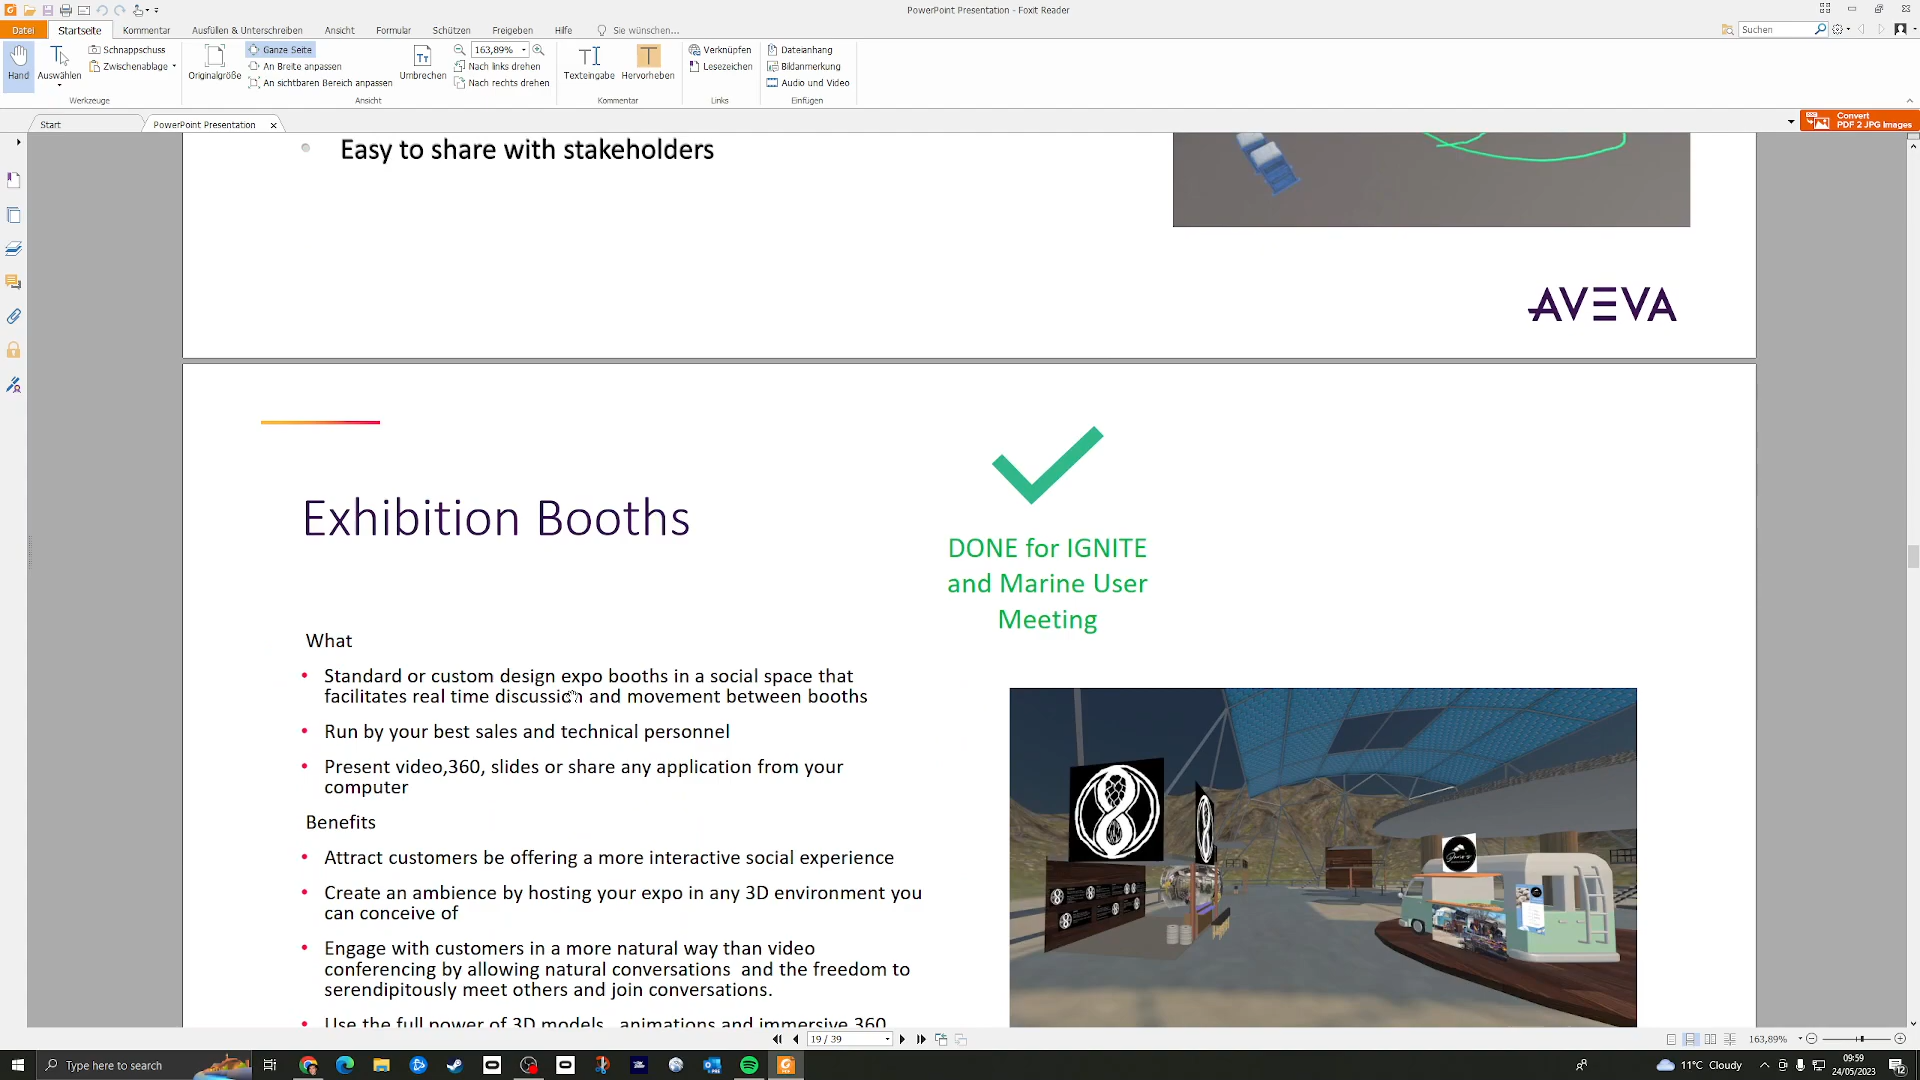 PowerPoint Presentation - Foxit Reader
Datei
Startseite
Kommentar
Ausfüllen & Unterschreiben
Ansicht
Formular
Schützen
Freigeben
Hilfe
Sie wünschen...
Suchen
Hand
Auswählen
Schnappschuss
Zwischenablage
Werkzeuge
Originalgröße
Ganze Seite
An Breite anpassen
An sichtbaren Bereich anpassen
Ansicht
Umbrechen
163,89%
Nach links drehen
Nach rechts drehen
Texteingabe
Hervorheben
Kommentar
Verknüpfen
Lesezeichen
Links
Dateianhang
Bildanmerkung
Audio und Video
Einfügen
Start
PowerPoint Presentation
Convert
PDF 2 JPG Images
Easy to share with stakeholders
AVEVA
Exhibition Booths
DONE for IGNITE
and Marine User
Meeting
What
Standard or custom design expo booths in a social space that
facilitates real time discussion and movement between booths
Run by your best sales and technical personnel
Present video,360, slides or share any application from your
computer
Benefits
Attract customers be offering a more interactive social experience
Create an ambience by hosting your expo in any 3D environment you
can conceive of
Engage with customers in a more natural way than video
conferencing by allowing natural conversations and the freedom to
serendipitously meet others and join conversations.
Use the full power of 3D models, animations and immersive 360
19 / 39
163,89%
Type here to search
11°C Cloudy
09:59
24/05/2023